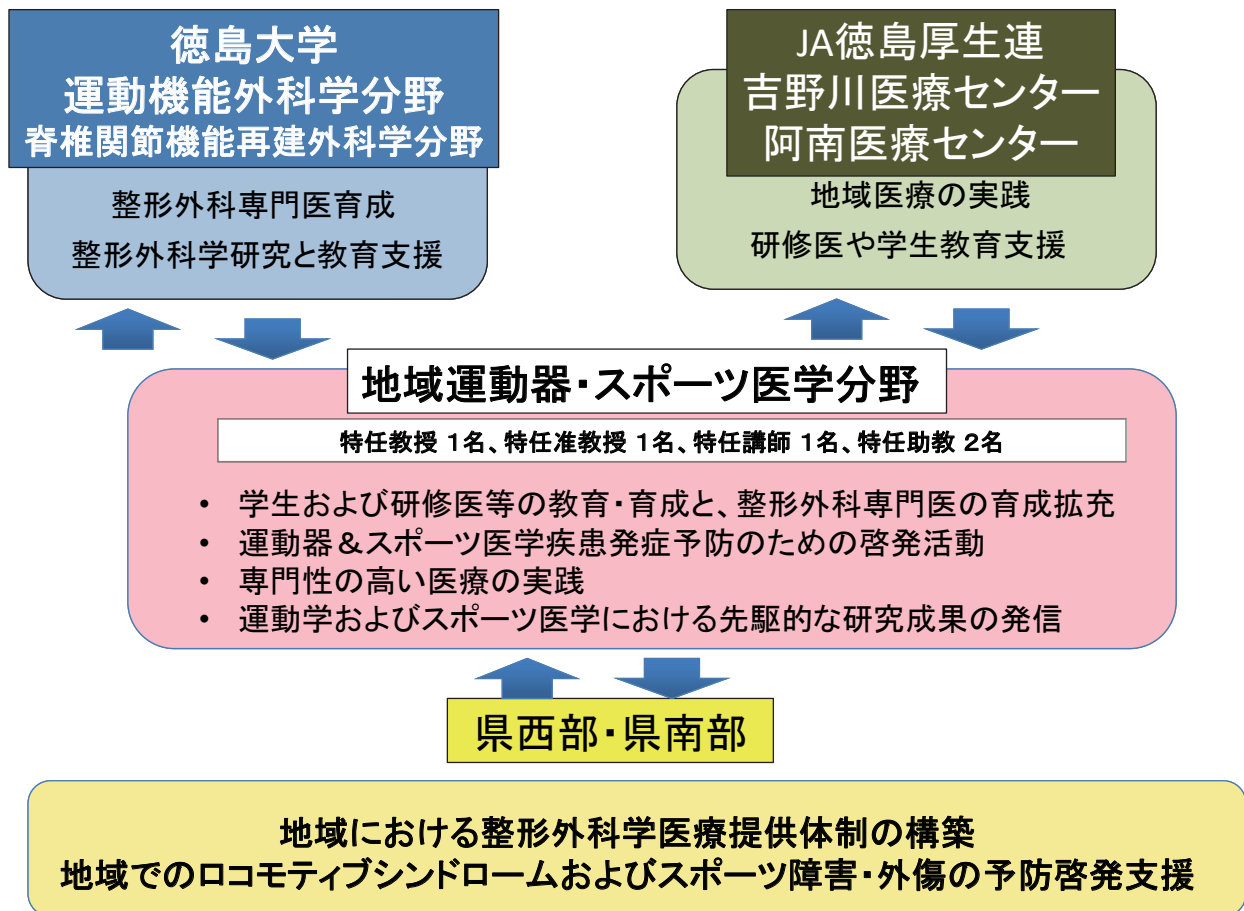 徳島大学
運動機能外科学分野
脊椎関節機能再建外科学分野
整形外科専門医育成
整形外科学研究と教育支援
JA徳島厚生連
吉野川医療センター
阿南医療センター
地域医療の実践
研修医や学生教育支援
地域運動器・スポーツ医学分野
特任教授 1名、特任准教授 1名、特任講師 1名、特任助教 2名
• 学生および研修医等の教育・育成と、整形外科専門医の育成拡充
• 運動器＆スポーツ医学疾患発症予防のための啓発活動
• 専門性の高い医療の実践
• 運動学およびスポーツ医学における先駆的な研究成果の発信
県西部・県南部
地域における整形外科学医療提供体制の構築
地域でのロコモティブシンドロームおよびスポーツ障害・外傷の予防啓発支援